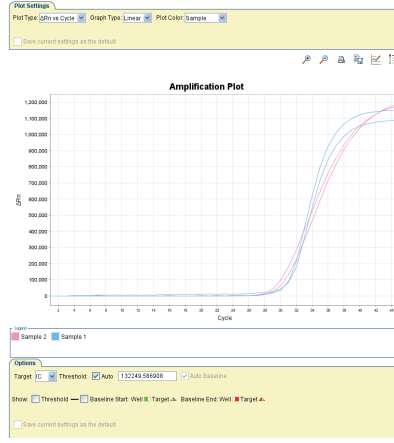 Plot Settings
Plot Type: ΔRn vs Cycle Graph Type: Linear Plot Color: Sample
Save current settings as the default
Amplification Plot
1,200,000
1,100,000
1,000,000
900,000
800,000
700,000
600,000
500,000
400,000
300,000
200,000
100,000
0
ΔRn
2 4 6 8 10 12 14 16 18 20 22 24 26 28 30 32 34 36 38 40 42 44
Cycle
Legend
Sample 2 Sample 1
Options
Target: IC Threshold: Auto 132249.586908 Auto Baseline
Show: Threshold Baseline Start: Well Target Baseline End: Well Target
Save current settings as the default